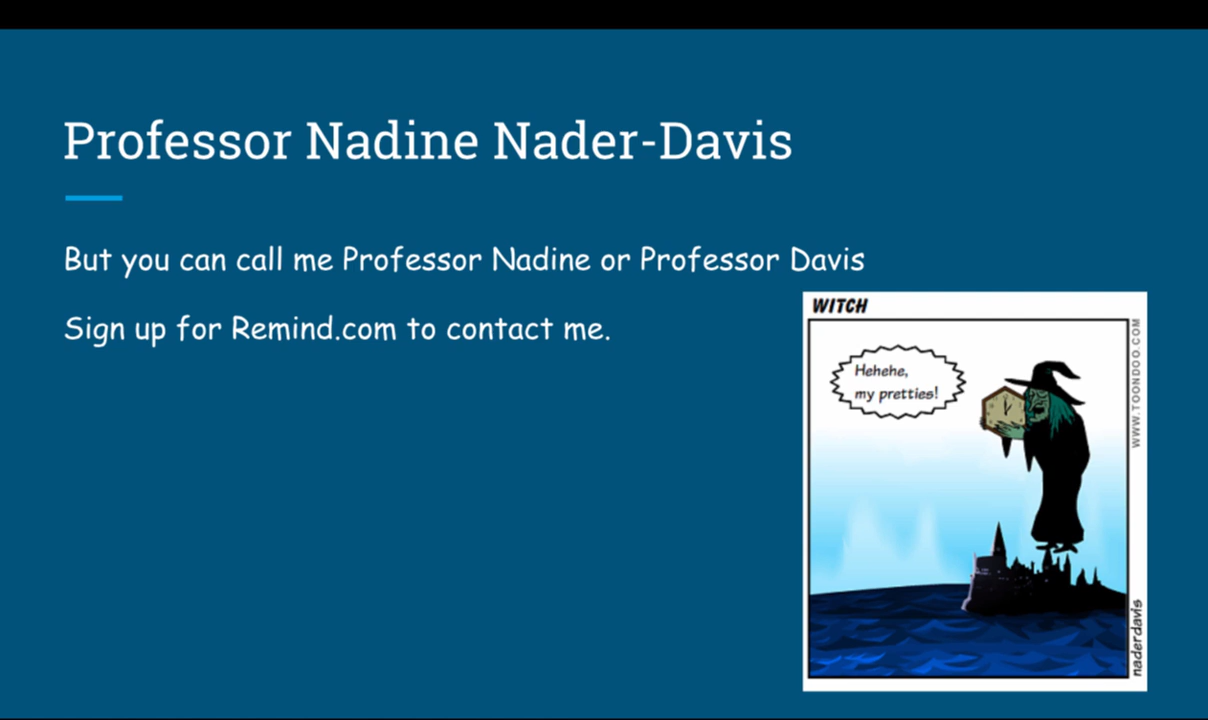 Professor Nadine Nader-Davis
But you can call me Professor Nadine or Professor Davis
Sign up for Remind.com to contact me.
WITCH
Hehehe,
my pretties!
WWW.TOONDOO.COM
naderdavis